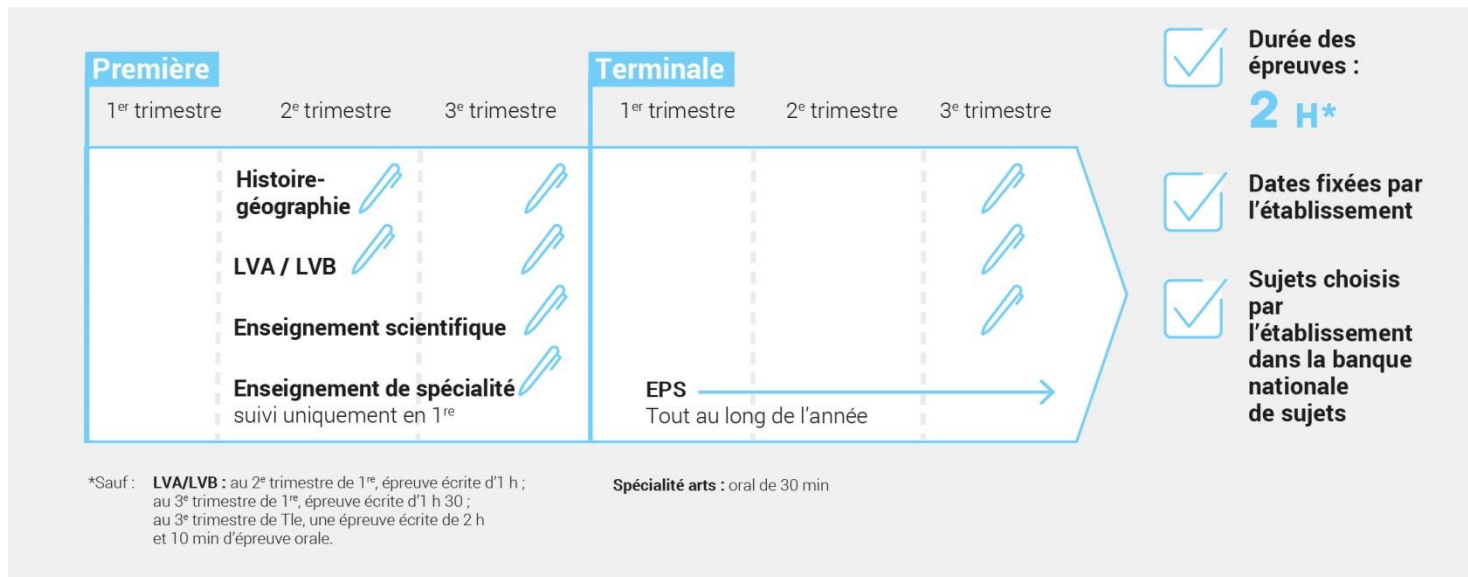 Première
1er trimestre 2e trimestre 3e trimestre
Terminale
1er trimestre 2e trimestre 3e trimestre
Histoire-
géographie
LVA / LVB
Enseignement scientifique
Enseignement de spécialité
suivi uniquement en 1re
EPS
Tout au long de l’année
Durée des
épreuves :
2 H*
Dates fixées par
l’établissement
Sujets choisis
par
l’établissement
dans la banque
nationale
de sujets
*Sauf : LVA/LVB : au 2e trimestre de 1re, épreuve écrite d’1 h ;
au 3e trimestre de 1re, épreuve écrite d’1 h 30 ;
au 3e trimestre de Tle, une épreuve écrite de 2 h
et 10 min d’épreuve orale.
Spécialité arts : oral de 30 min